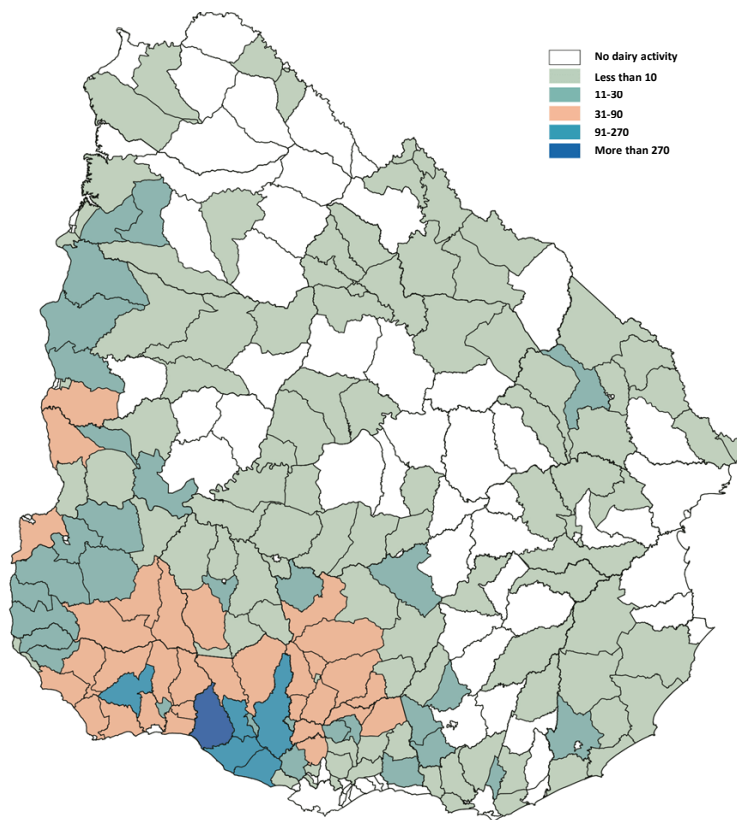 No dairy activity
Less than 10
11-30
31-90
91-270
More than 270